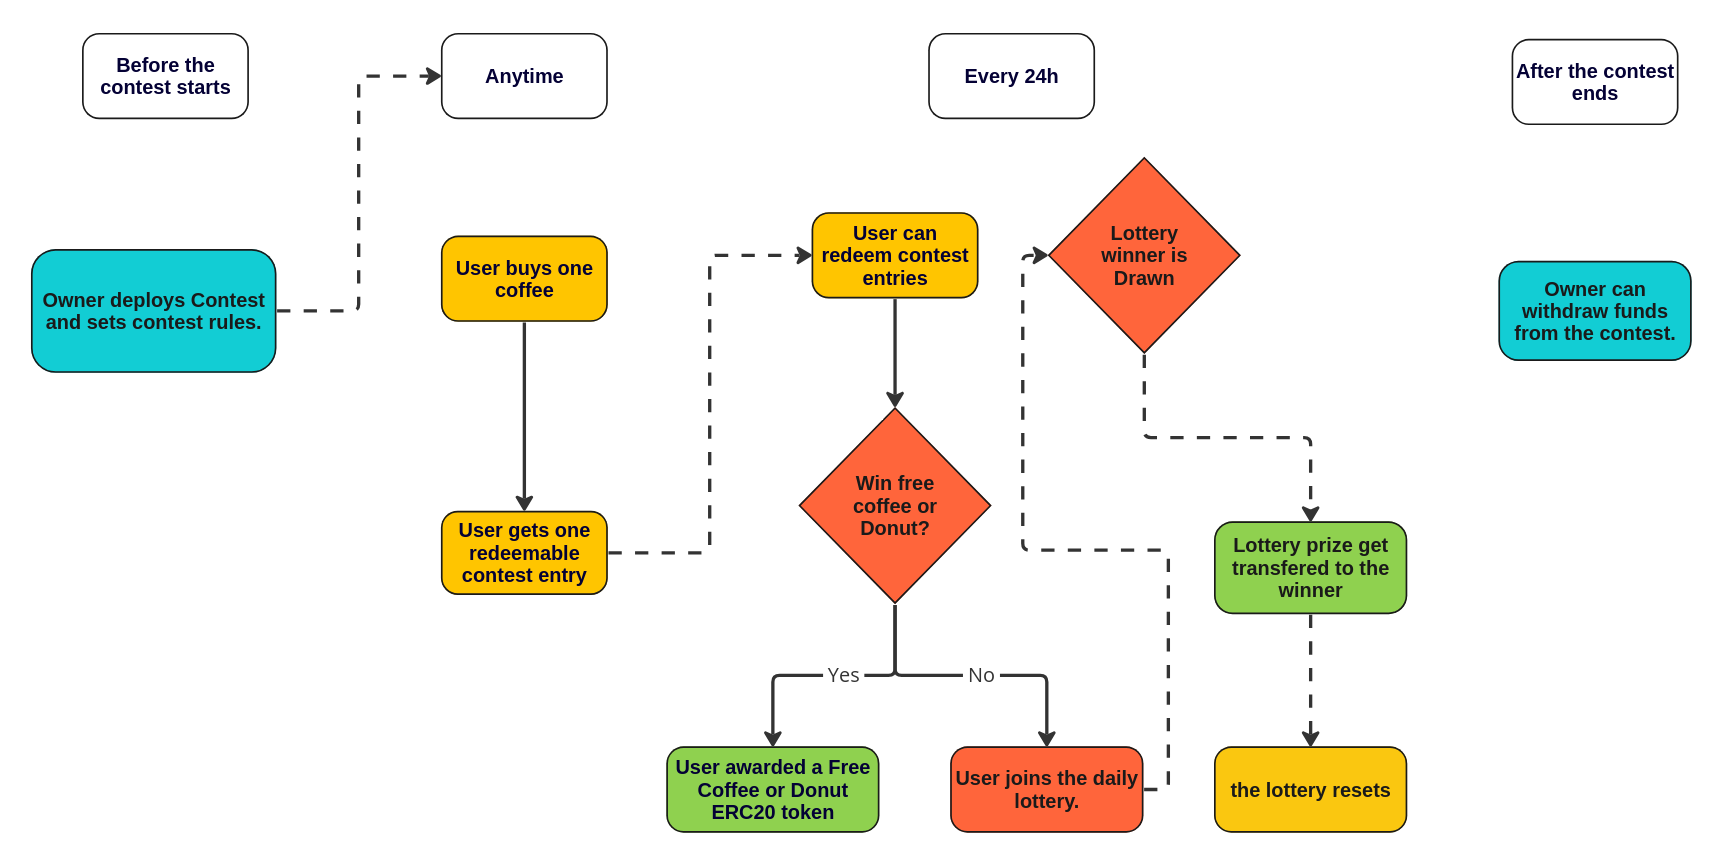 Before the
contest starts
Anytime
Every 24h
After the contest
ends
Owner deploys Contest
and sets contest rules.
User buys one
coffee
User gets one
redeemable
contest entry
User can
redeem contest
entries
Win free
coffee or
Donut?
Yes
No
User awarded a Free
Coffee or Donut
ERC20 token
User joins the daily
lottery.
Lottery
winner is
Drawn
Lottery prize get
transfered to the
winner
the lottery resets
Owner can
withdraw funds
from the contest.